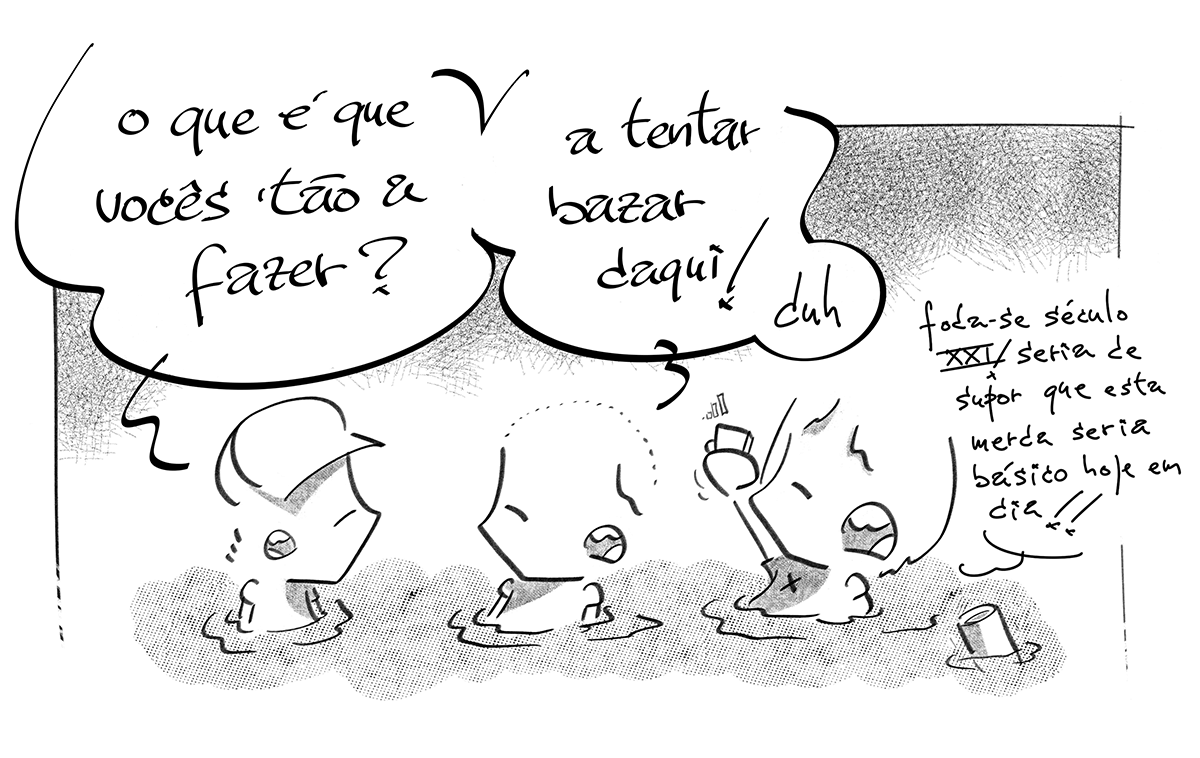 o que é que
vocês 'tão a
fazer?
a tentar
bazar
daqui!
duh
foda-se século
XXI! seria de
supor que esta
merda seria
básico hoje em
dia!!